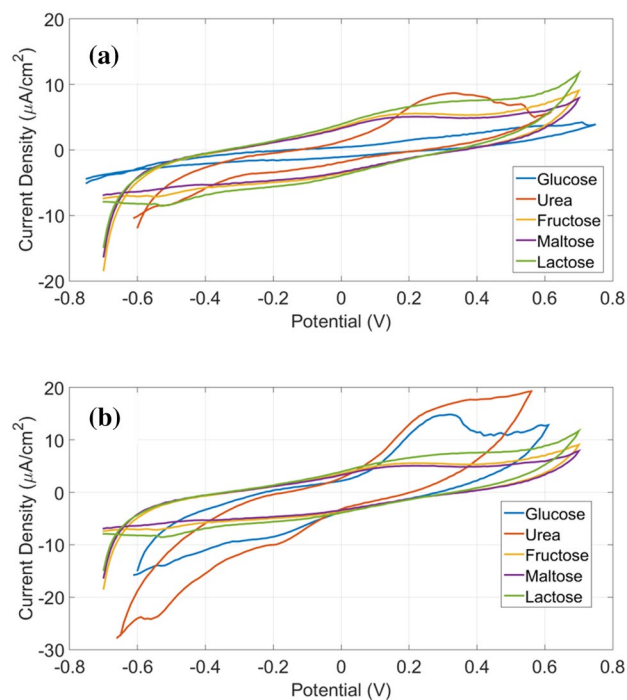 (a)
20
10
0
-10
-20
Current Density (μA/cm²)
-0.8 -0.6 -0.4 -0.2 0 0.2 0.4 0.6 0.8
Potential (V)
Glucose
Urea
Fructose
Maltose
Lactose
(b)
20
10
0
-10
-20
-30
Current Density (μA/cm²)
-0.8 -0.6 -0.4 -0.2 0 0.2 0.4 0.6 0.8
Potential (V)
Glucose
Urea
Fructose
Maltose
Lactose